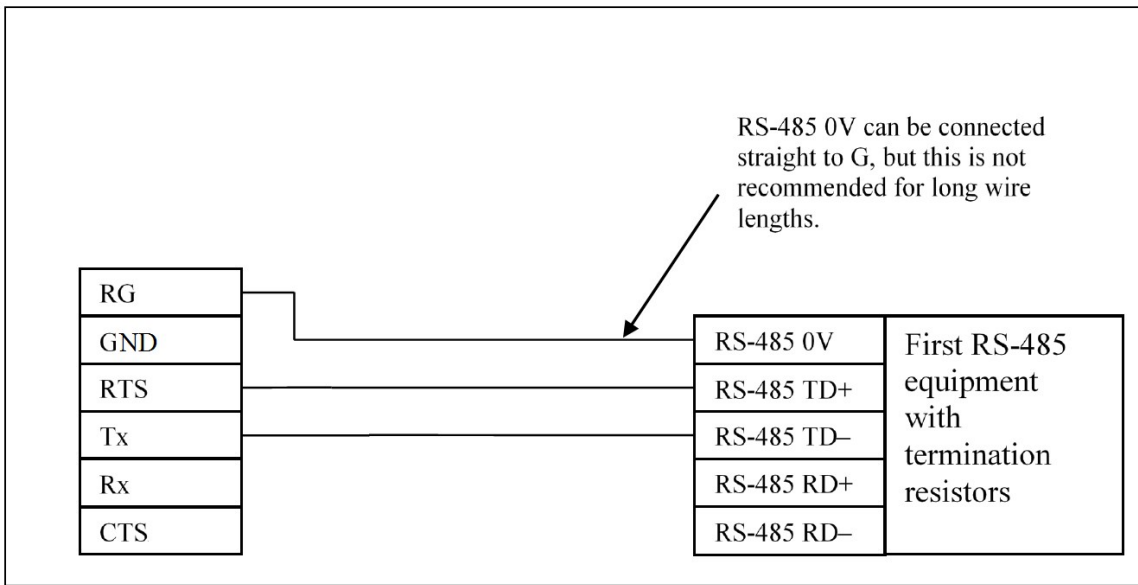 RS-485 0V can be connected
straight to G, but this is not
recommended for long wire
lengths.
RG
GND
RTS
Tx
Rx
CTS
RS-485 0V
RS-485 TD+
RS-485 TD–
RS-485 RD+
RS-485 RD–
First RS-485
equipment
with
termination
resistors